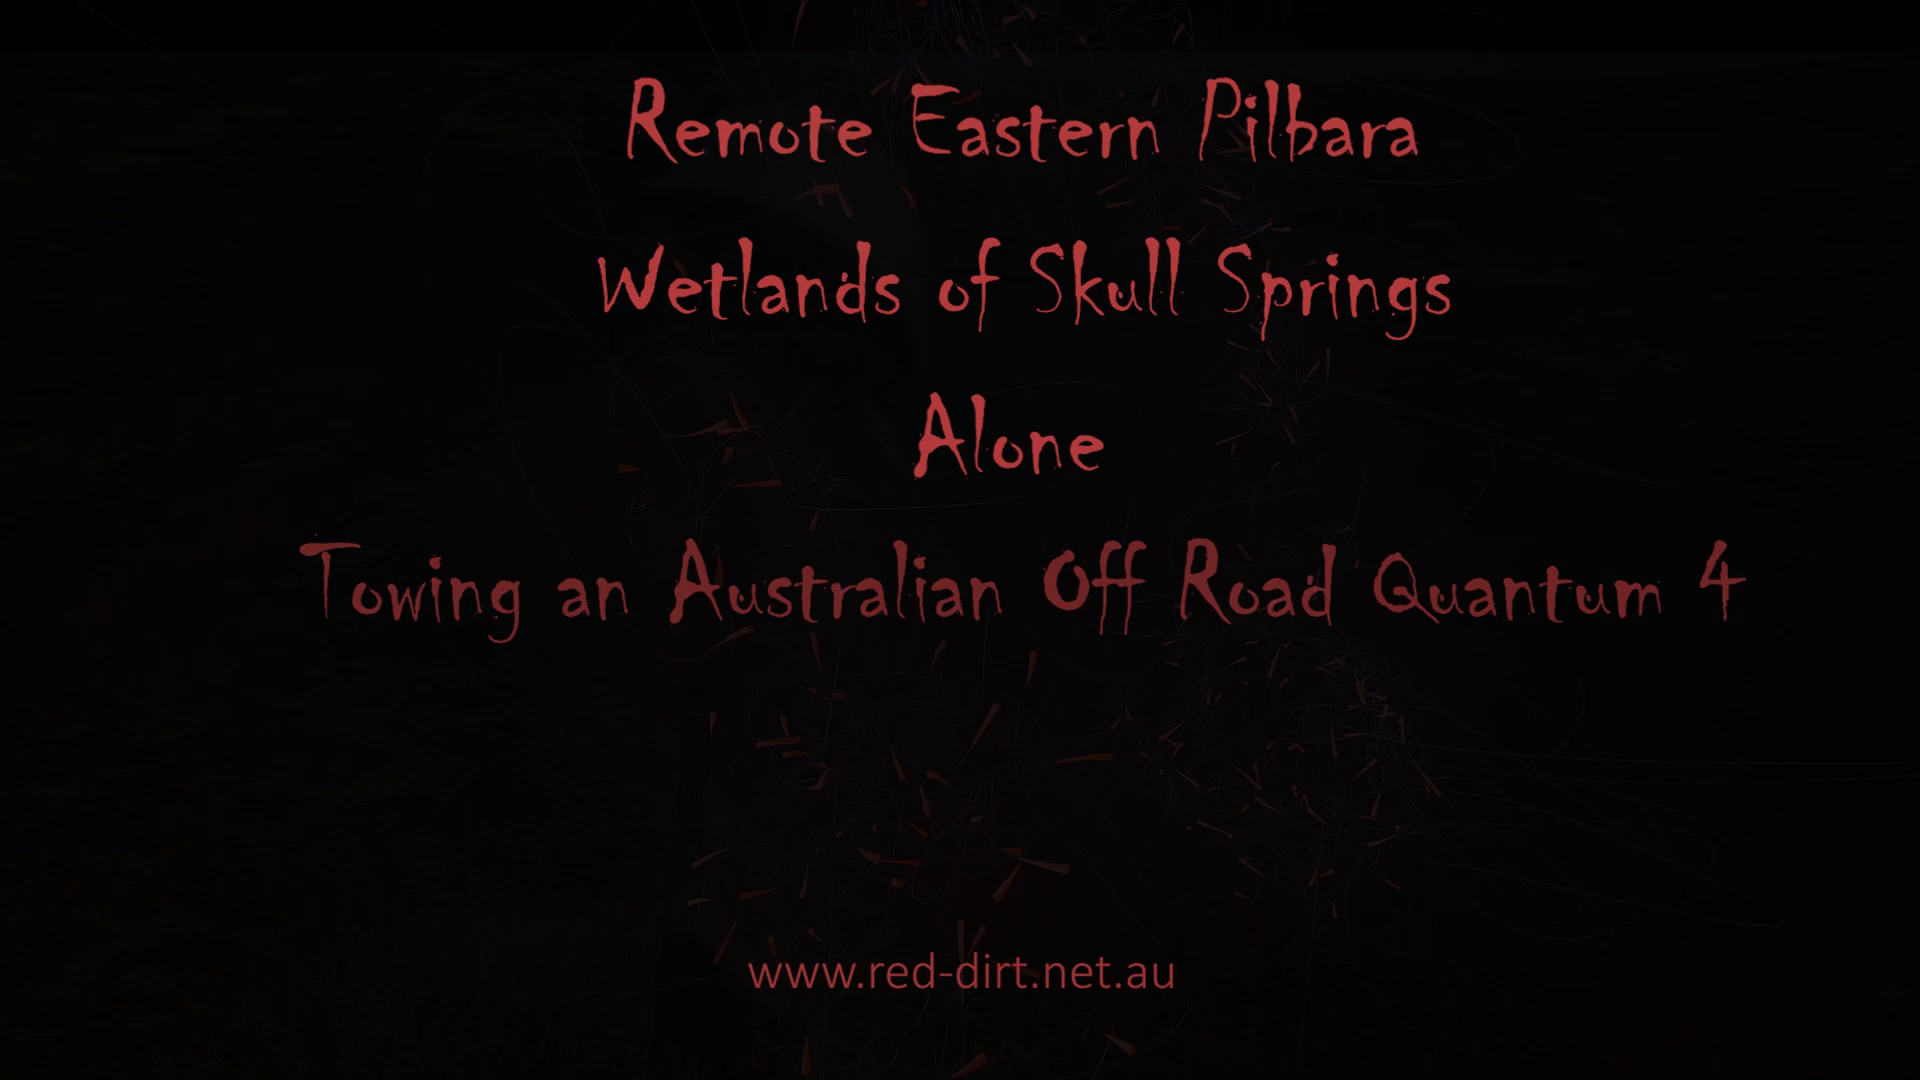 Remote Eastern Pilbara
Wetlands of Skull Springs
Alone
Towing an Australian Off Road Quantum 4
www.red-dirt.net.au